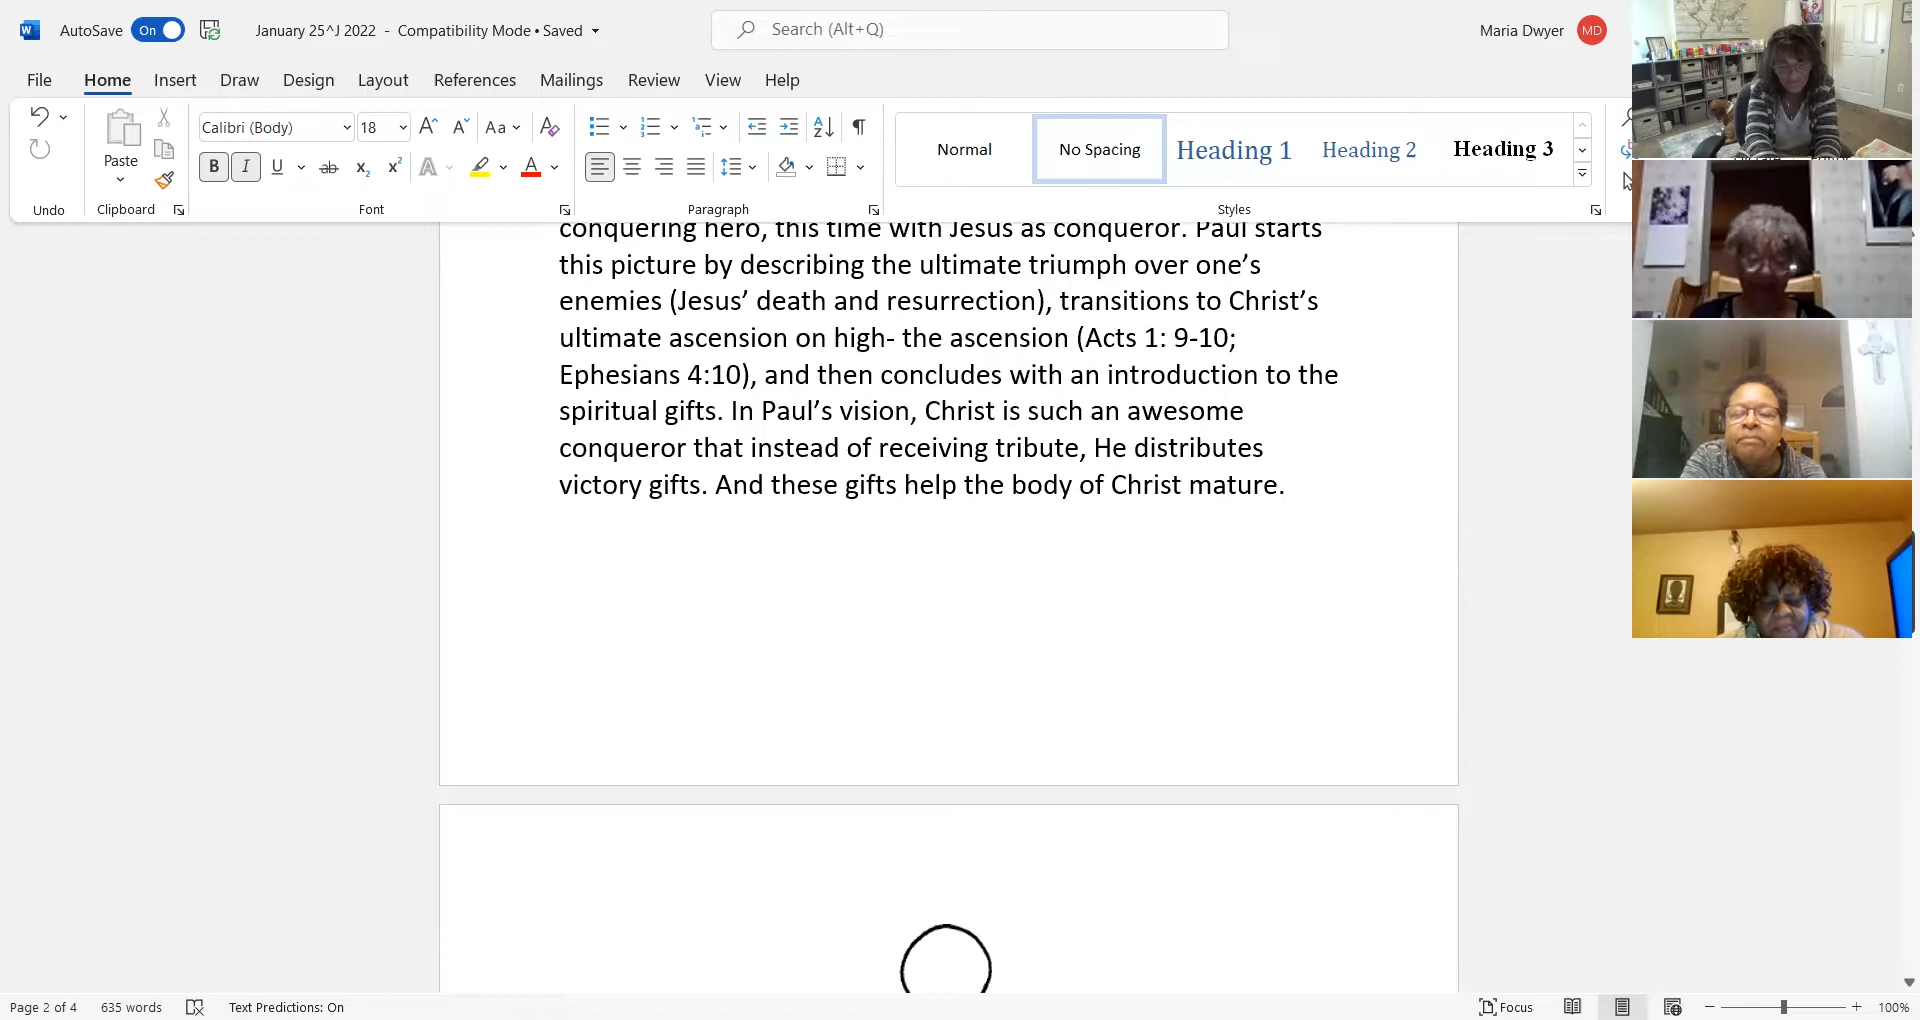 AutoSave On January 25^J 2022 - Compatibility Mode • Saved Search (Alt+Q) Maria Dwyer MD
File Home Insert Draw Design Layout References Mailings Review View Help
Calibri (Body) 18 Aa
Paste
B I U ab x₂ x² A A
Normal No Spacing Heading 1 Heading 2 Heading 3
Undo Clipboard Font Paragraph Styles
conquering hero, this time with Jesus as conqueror. Paul starts
this picture by describing the ultimate triumph over one’s
enemies (Jesus’ death and resurrection), transitions to Christ’s
ultimate ascension on high- the ascension (Acts 1: 9-10;
Ephesians 4:10), and then concludes with an introduction to the
spiritual gifts. In Paul’s vision, Christ is such an awesome
conqueror that instead of receiving tribute, He distributes
victory gifts. And these gifts help the body of Christ mature.
Page 2 of 4 635 words Text Predictions: On Focus 100%